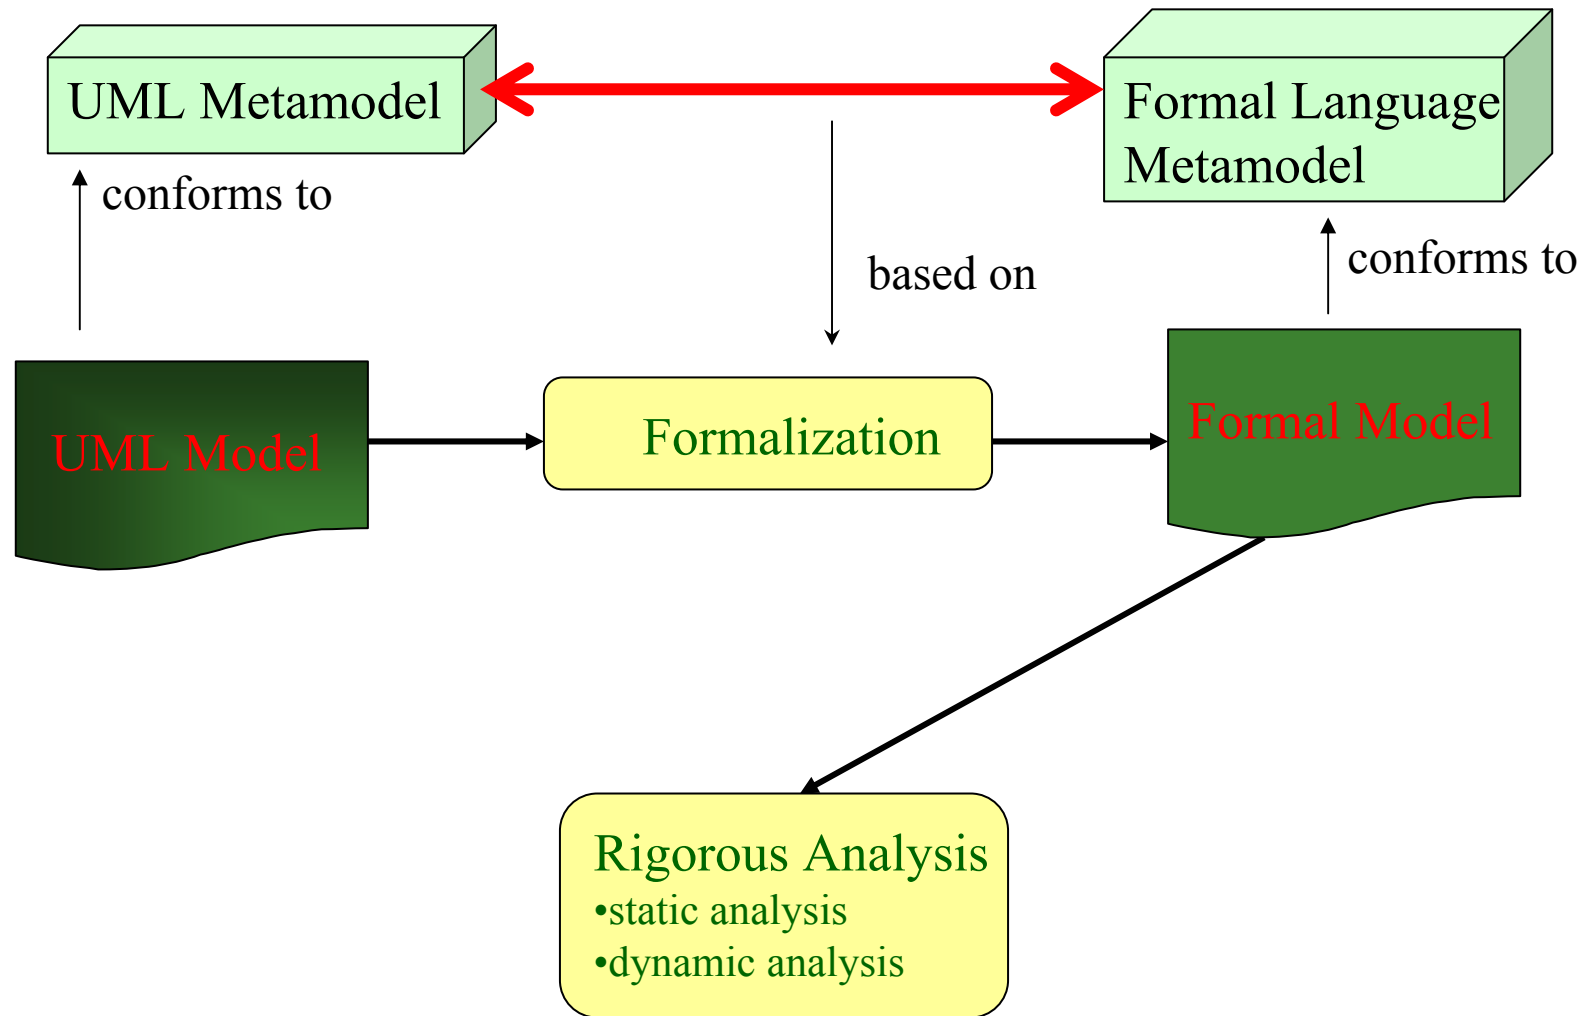 UML Metamodel
Formal Language
Metamodel
conforms to
based on
conforms to
UML Model
Formalization
Formal Model
Rigorous Analysis
•static analysis
•dynamic analysis